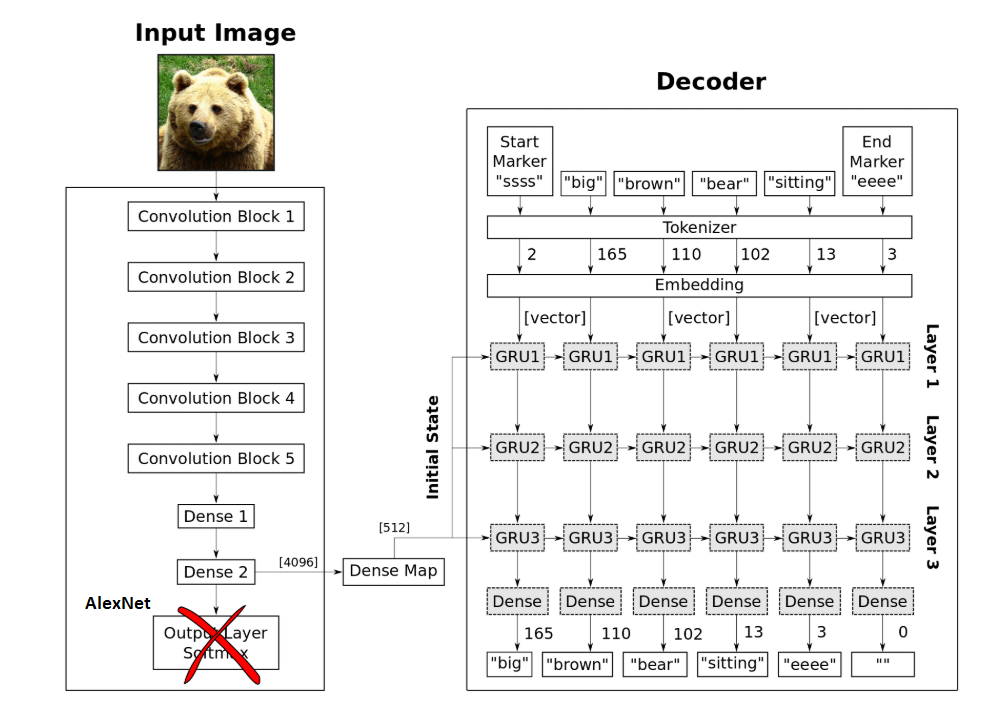 Input Image
Convolution Block 1
Convolution Block 2
Convolution Block 3
Convolution Block 4
Convolution Block 5
Dense 1
Dense 2
[4096]
AlexNet
Output Layer
Softmax
Dense Map
[512]
Initial State
Decoder
Start
Marker
"ssss"
"big"
"brown"
"bear"
"sitting"
End
Marker
"eeee"
Tokenizer
2 165 110 102 13 3
Embedding
[vector] [vector] [vector]
GRU1 GRU1 GRU1 GRU1 GRU1 GRU1
Layer 1
GRU2 GRU2 GRU2 GRU2 GRU2 GRU2
Layer 2
GRU3 GRU3 GRU3 GRU3 GRU3 GRU3
Layer 3
Dense Dense Dense Dense Dense Dense
165 110 102 13 3 0
"big" "brown" "bear" "sitting" "eeee" ""